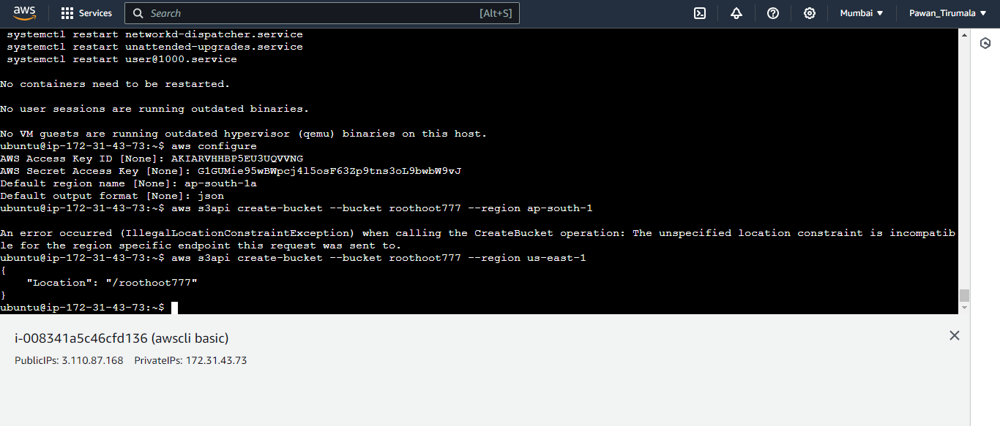 aws
Services
Search
[Alt+S]
Mumbai
Pawan_Tirumala
systemctl restart networkd-dispatcher.service
systemctl restart unattended-upgrades.service
systemctl restart user@1000.service
No containers need to be restarted.
No user sessions are running outdated binaries.
No VM guests are running outdated hypervisor (qemu) binaries on this host.
ubuntu@ip-172-31-43-73:~$ aws configure
AWS Access Key ID [None]: AKIARVHHBP5EU3UQVVNG
AWS Secret Access Key [None]: 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
Default region name [None]: ap-south-1a
Default output format [None]: json
ubuntu@ip-172-31-43-73:~$ aws s3api create-bucket --bucket roothoot777 --region ap-south-1
An error occurred (IllegalLocationConstraintException) when calling the CreateBucket operation: The unspecified location constraint is incompatib
le for the region specific endpoint this request was sent to.
ubuntu@ip-172-31-43-73:~$ aws s3api create-bucket --bucket roothoot777 --region us-east-1
{
"Location": "/roothoot777"
}
ubuntu@ip-172-31-43-73:~$
i-008341a5c46cfd136 (awscli basic)
PublicIPs: 3.110.87.168 PrivateIPs: 172.31.43.73